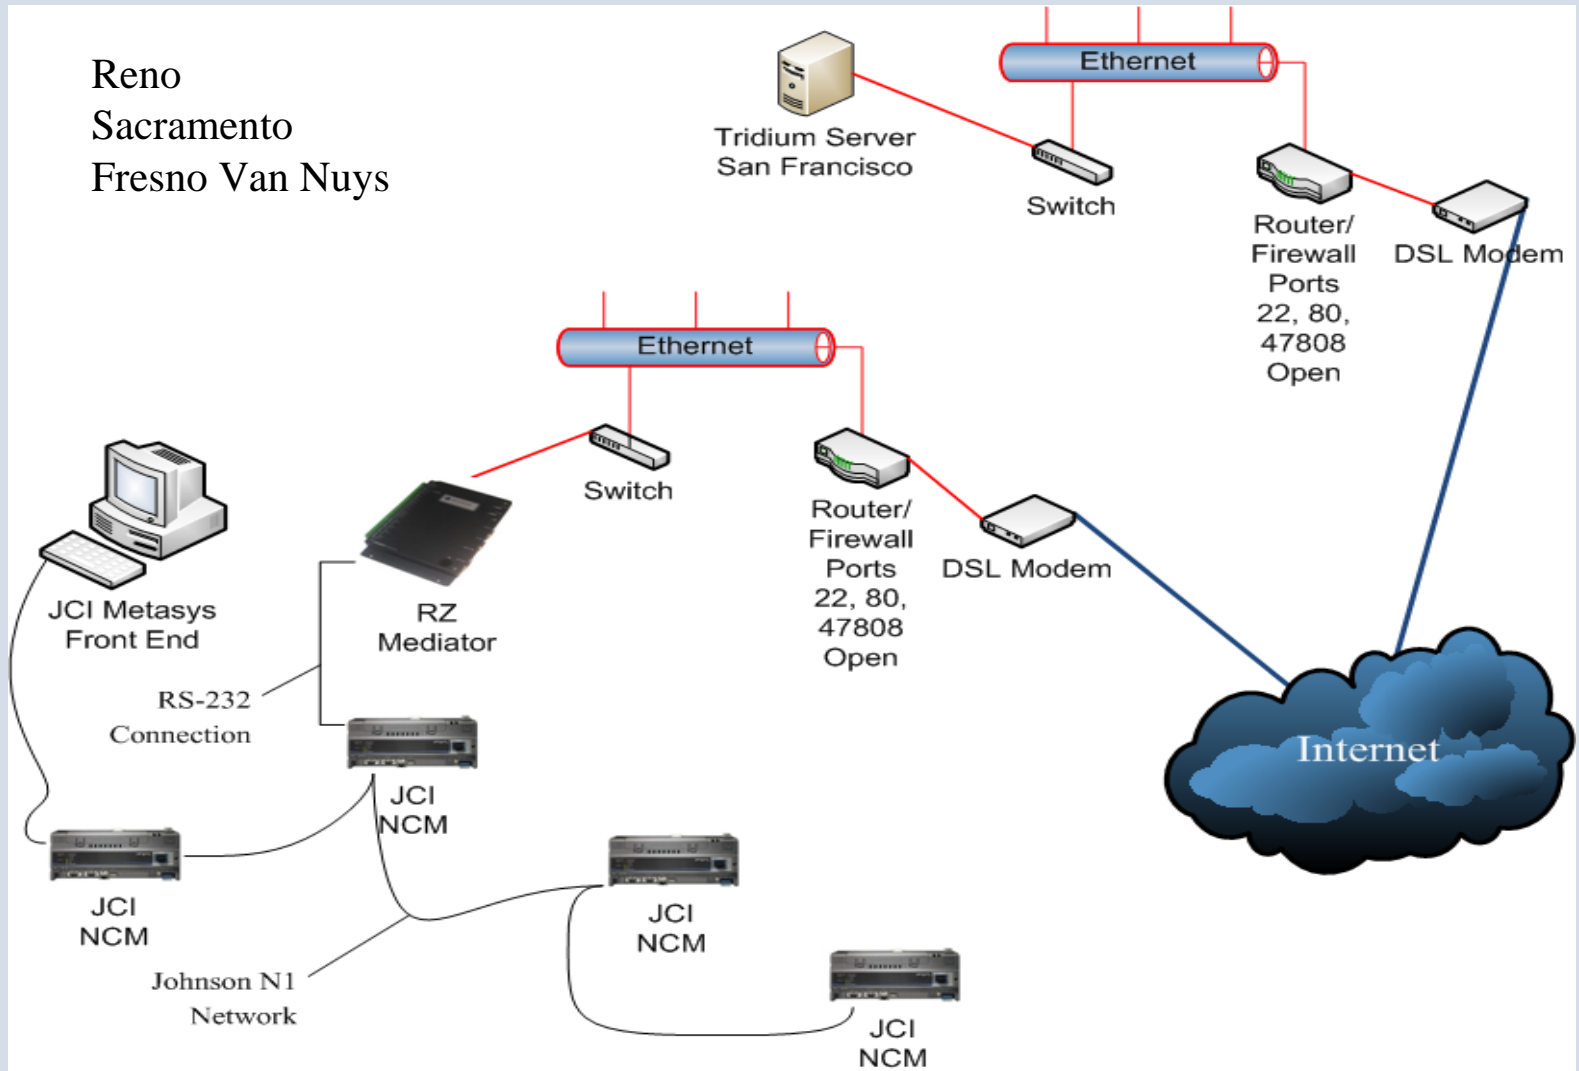 Reno
Sacramento
Fresno Van Nuys
Ethernet
Tridium Server
San Francisco
Switch
Router/
Firewall
Ports
22, 80,
47808
Open
DSL Modem
Ethernet
Switch
Router/
Firewall
Ports
22, 80,
47808
Open
DSL Modem
JCI Metasys
Front End
RZ
Mediator
RS-232
Connection
Internet
JCI
NCM
JCI
NCM
JCI
NCM
Johnson N1
Network
JCI
NCM